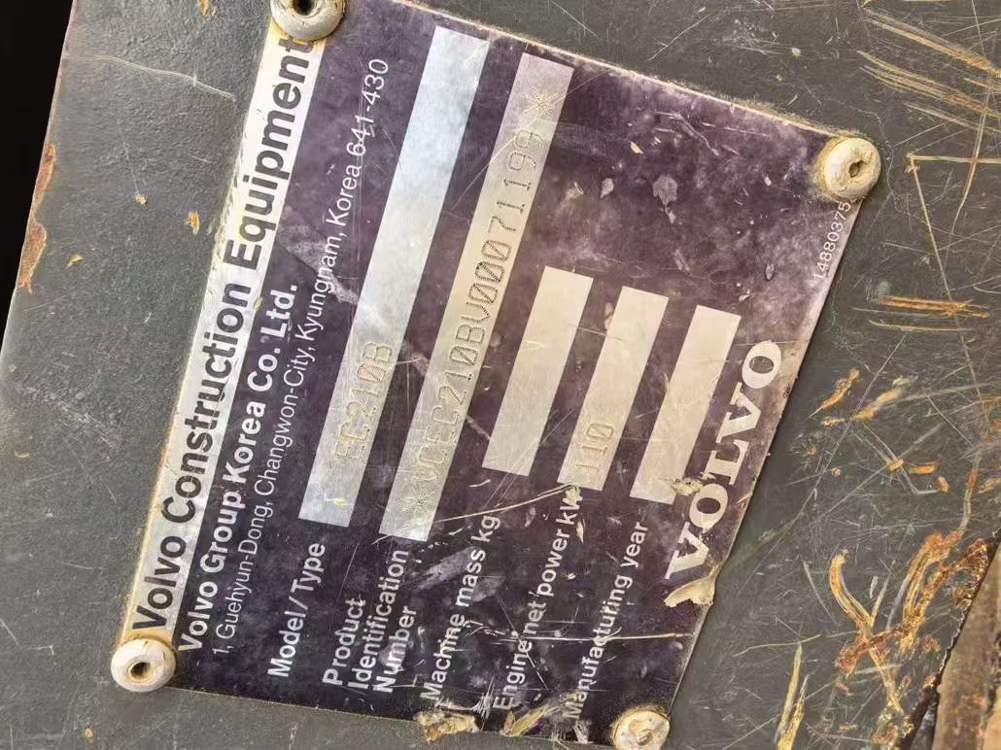 Volvo Construction Equipment
Volvo Group Korea Co. Ltd.
1, Guehyun-Dong, Changwon-City, Kyungnam, Korea 641-430
Model/Type EC210B
Product Identification Number *VCEC210BV00071199*
Machine mass kg
Engine net power kW 110
Manufacturing year
VOLVO
14880375